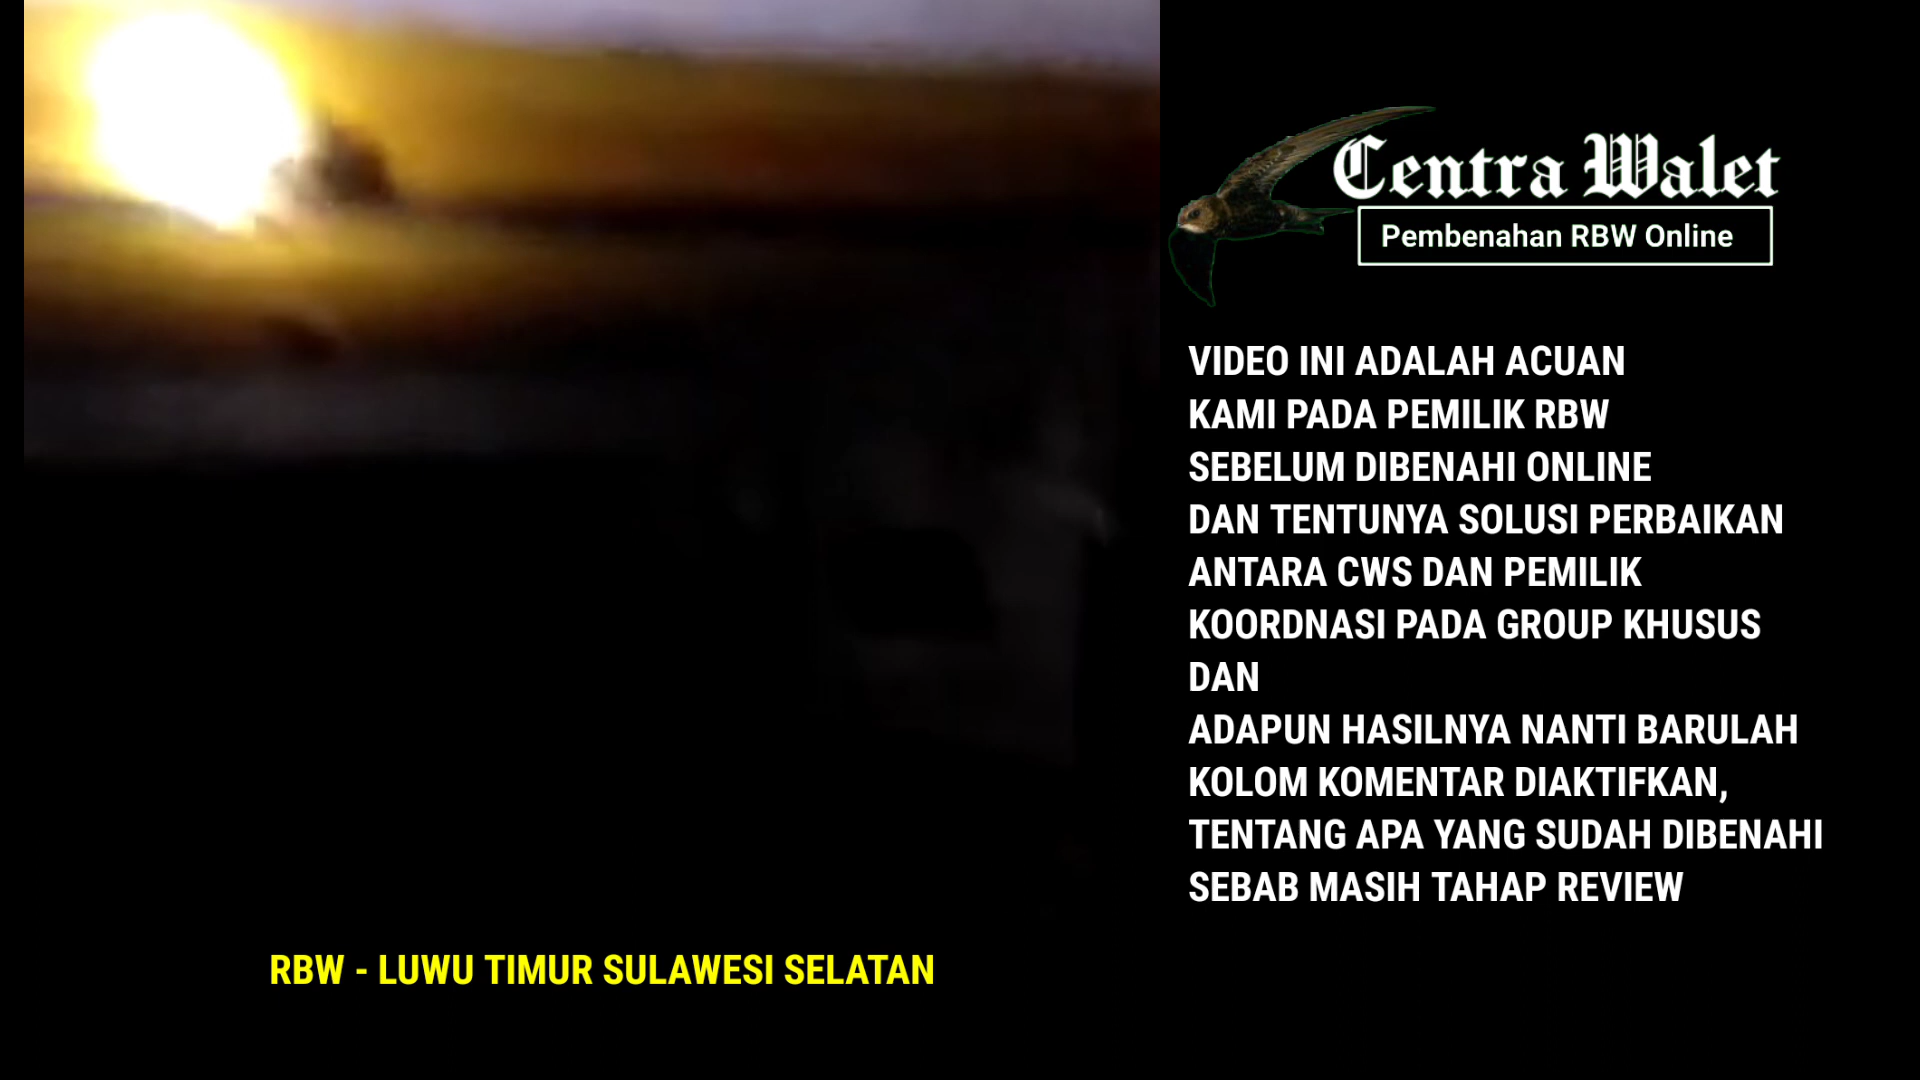 Centra Walet
Pembenahan RBW Online
VIDEO INI ADALAH ACUAN
KAMI PADA PEMILIK RBW
SEBELUM DIBENAHI ONLINE
DAN TENTUNYA SOLUSI PERBAIKAN
ANTARA CWS DAN PEMILIK
KOORDNASI PADA GROUP KHUSUS
DAN
ADAPUN HASILNYA NANTI BARULAH
KOLOM KOMENTAR DIAKTIFKAN,
TENTANG APA YANG SUDAH DIBENAHI
SEBAB MASIH TAHAP REVIEW
RBW - LUWU TIMUR SULAWESI SELATAN